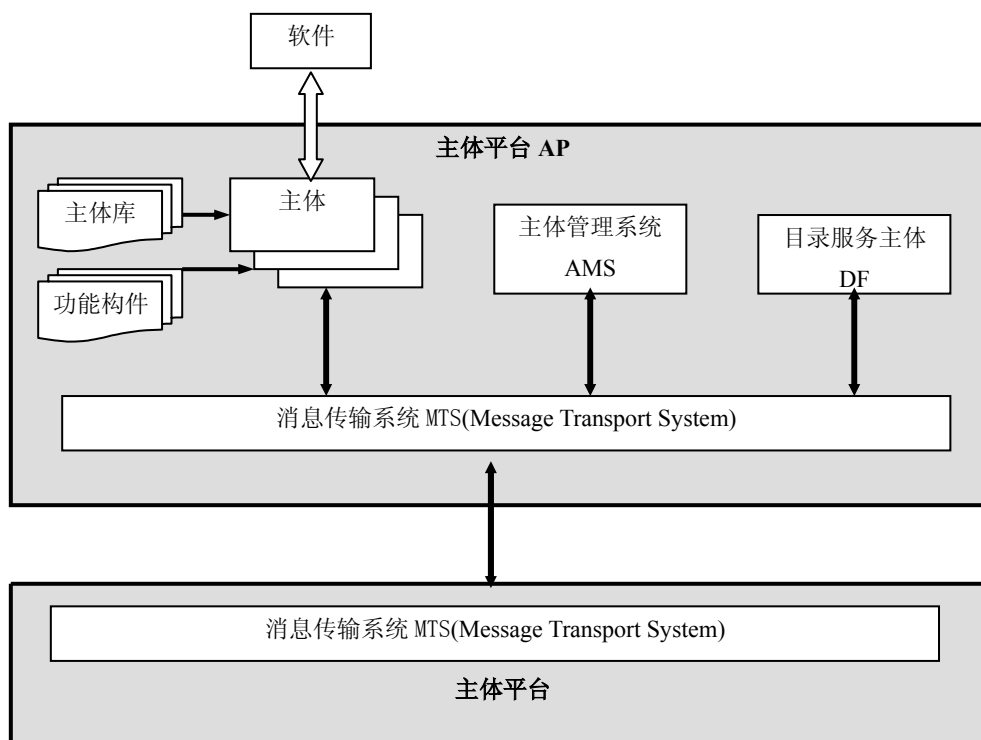 软件
主体平台 AP
主体库
主体
主体管理系统
AMS
目录服务主体
DF
功能构件
消息传输系统 MTS(Message Transport System)
消息传输系统 MTS(Message Transport System)
主体平台